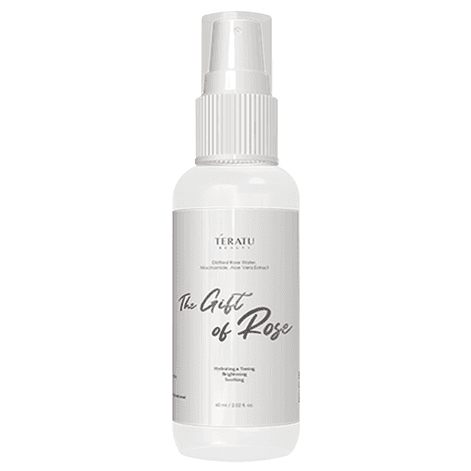 TÉRATU
BEAUTY
Distilled Rose Water,
Niacinamide, Aloe Vera Extract
The Gift
of Rose
Hydrating & Toning
Brightening
Soothing
60 ml / 2.02 fl. oz.